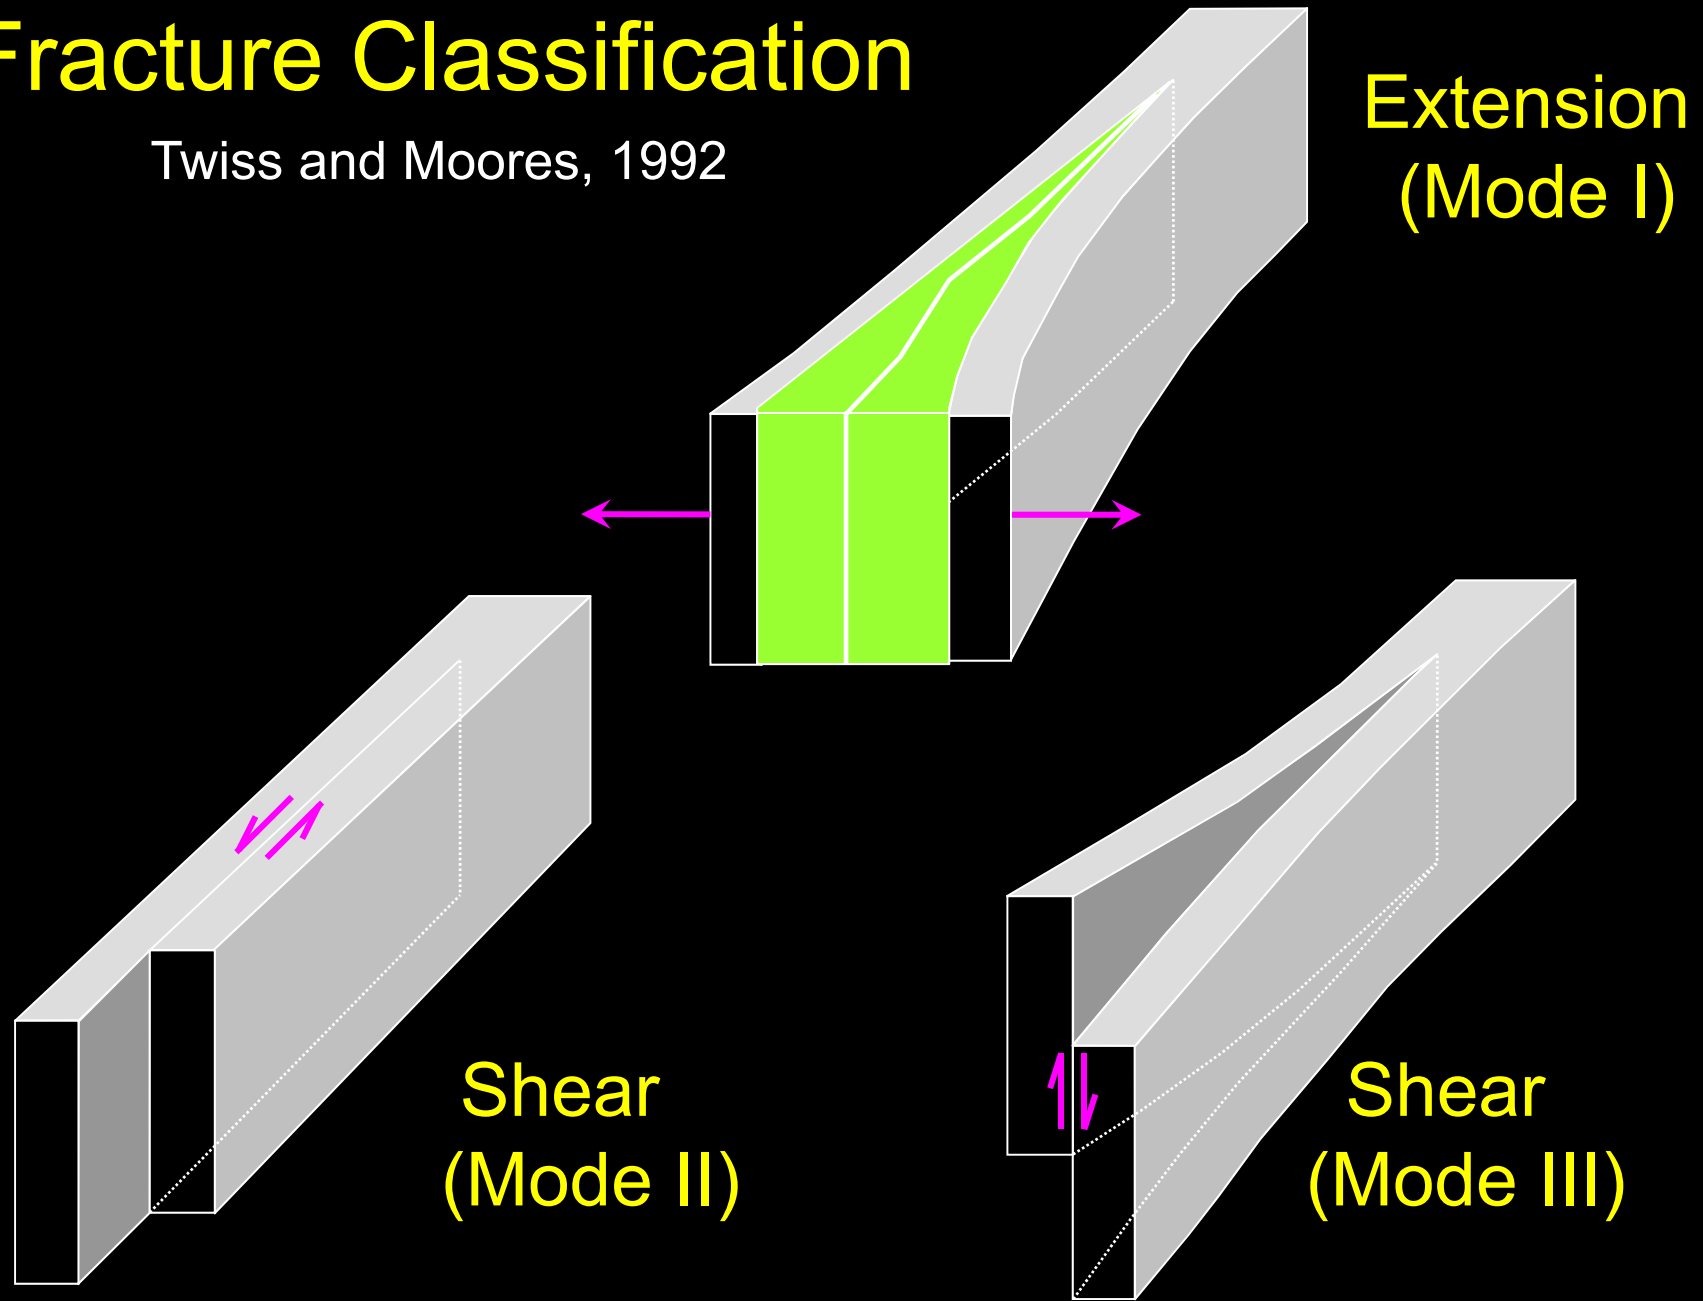 Fracture Classification
Twiss and Moores, 1992
Extension
(Mode I)
Shear
(Mode II)
Shear
(Mode III)